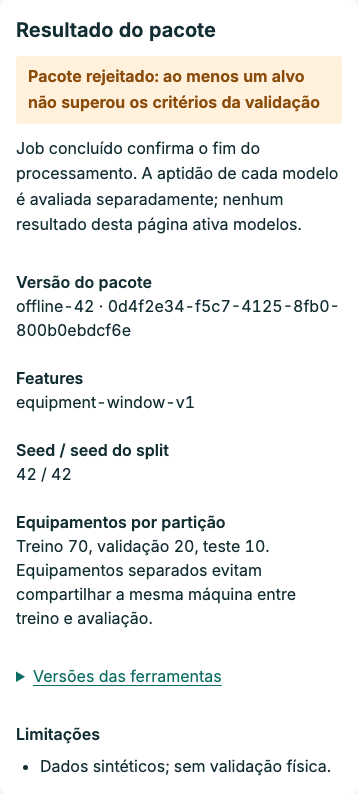 Resultado do pacote
Pacote rejeitado: ao menos um alvo
não superou os critérios da validação
Job concluído confirma o fim do
processamento. A aptidão de cada modelo
é avaliada separadamente; nenhum
resultado desta página ativa modelos.
Versão do pacote
offline-42 · 0d4f2e34-f5c7-4125-8fb0-
800b0ebdcf6e
Features
equipment-window-v1
Seed / seed do split
42 / 42
Equipamentos por partição
Treino 70, validação 20, teste 10.
Equipamentos separados evitam
compartilhar a mesma máquina entre
treino e avaliação.
Versões das ferramentas
Limitações
• Dados sintéticos; sem validação física.